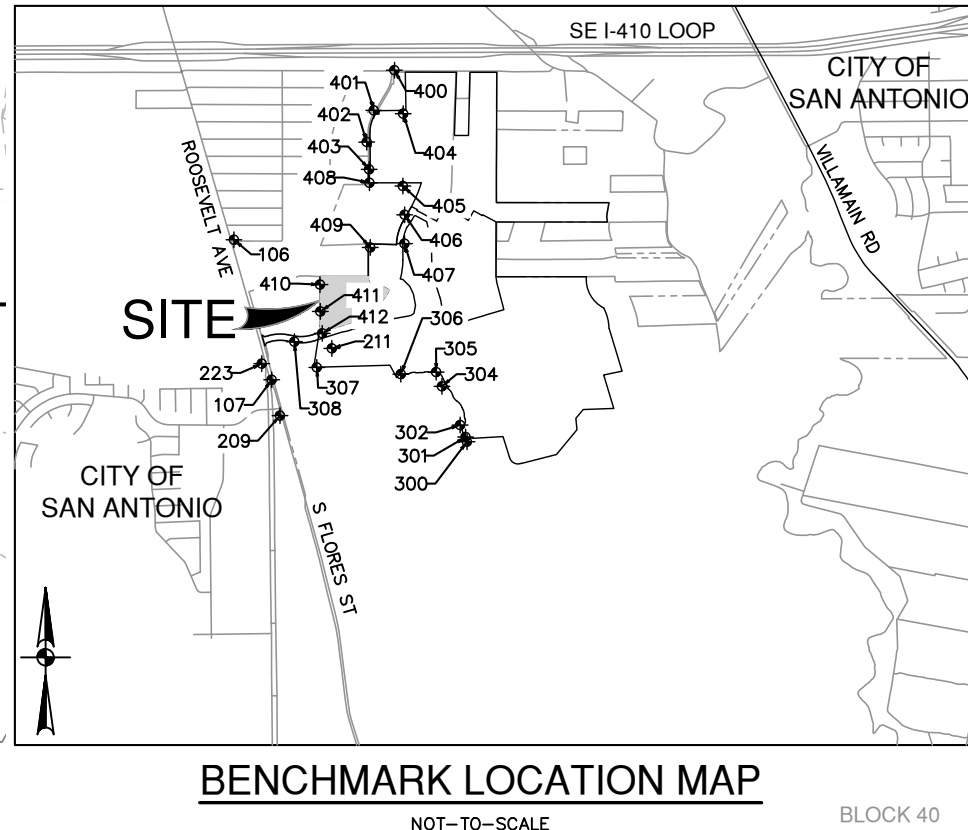 SE I-410 LOOP
CITY OF
SAN ANTONIO
401
400
402
403
404
408
405
ROOSEVELT AVE
VILLAMAIN RD
409
406
106
407
410
411
SITE
412
306
211
305
223
307
304
107
308
209
302
301
300
CITY OF
SAN ANTONIO
S FLORES ST
BENCHMARK LOCATION MAP
NOT-TO-SCALE
BLOCK 40